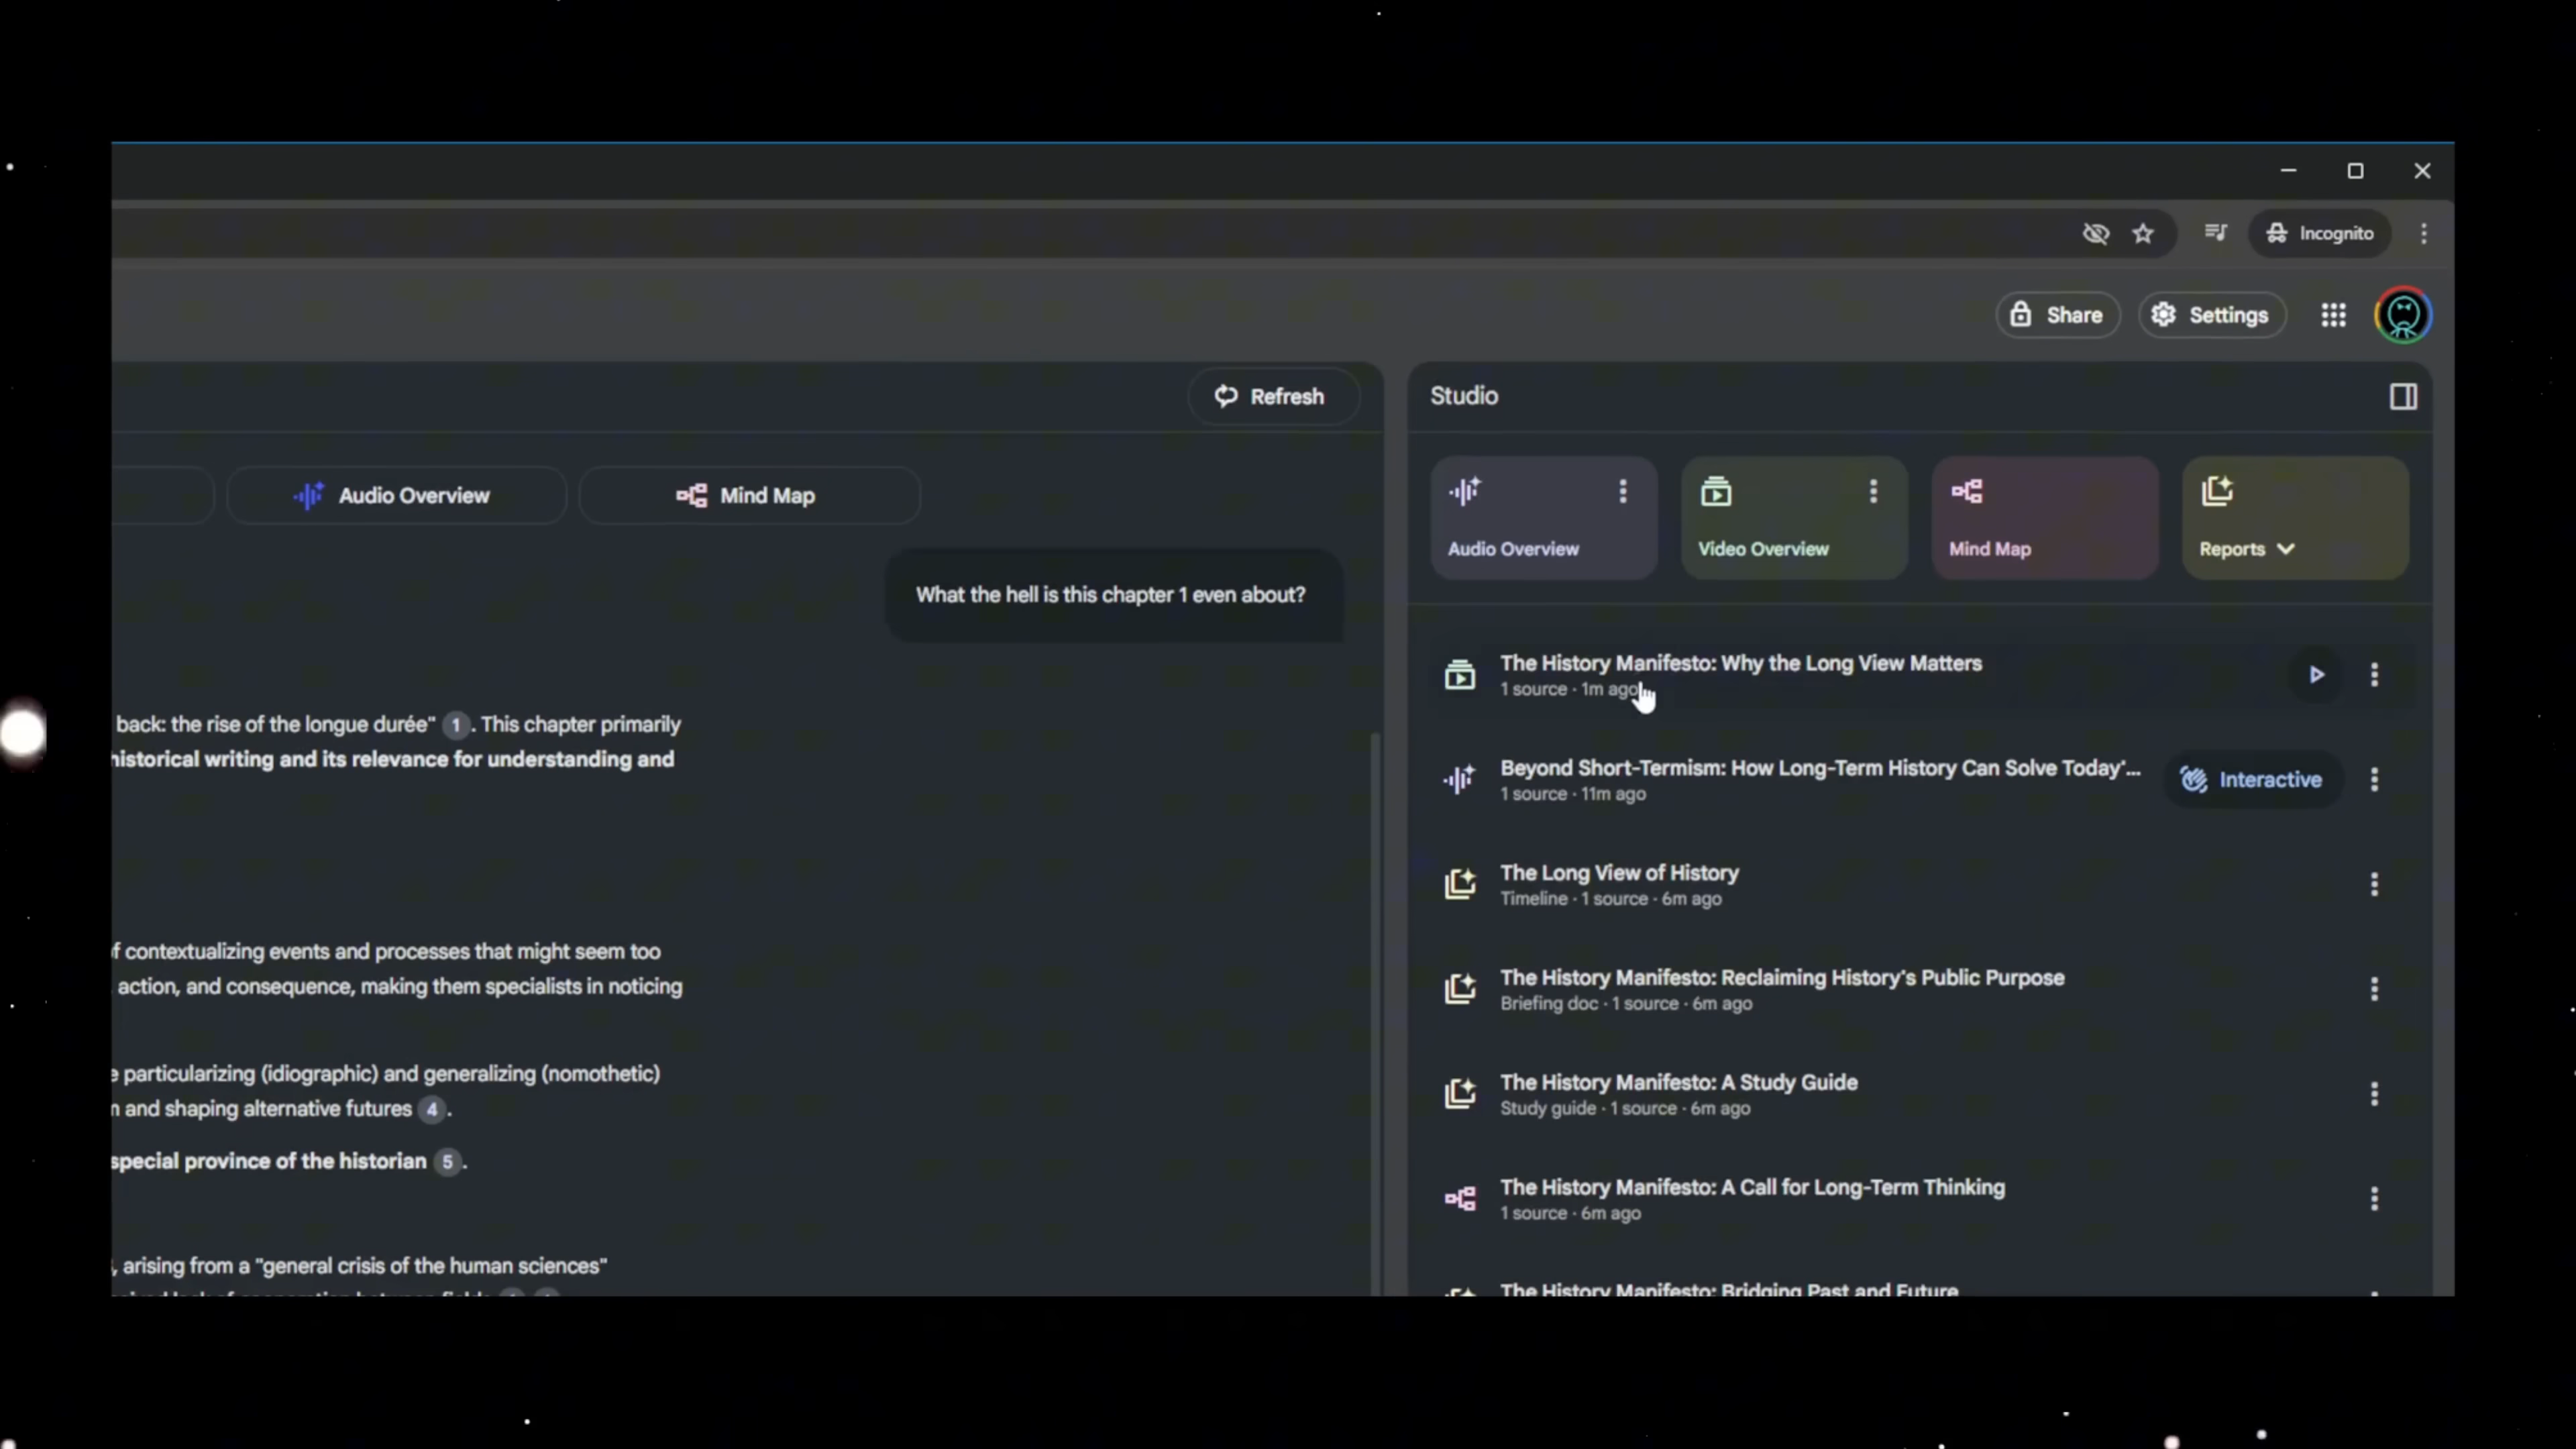 Incognito
Share
Settings
Refresh
Studio
Audio Overview
Mind Map
Audio Overview
Video Overview
Mind Map
Reports
What the hell is this chapter 1 even about?
back: the rise of the longue durée" 1. This chapter primarily
historical writing and its relevance for understanding and
contextualizing events and processes that might seem too
action, and consequence, making them specialists in noticing
particularizing (idiographic) and generalizing (nomothetic)
and shaping alternative futures 4.
special province of the historian 5.
, arising from a "general crisis of the human sciences"
The History Manifesto: Why the Long View Matters
1 source · 1m ago
Beyond Short-Termism: How Long-Term History Can Solve Today'...
1 source · 11m ago
Interactive
The Long View of History
Timeline · 1 source · 6m ago
The History Manifesto: Reclaiming History's Public Purpose
Briefing doc · 1 source · 6m ago
The History Manifesto: A Study Guide
Study guide · 1 source · 6m ago
The History Manifesto: A Call for Long-Term Thinking
1 source · 6m ago
The History Manifesto: Bridging Past and Future